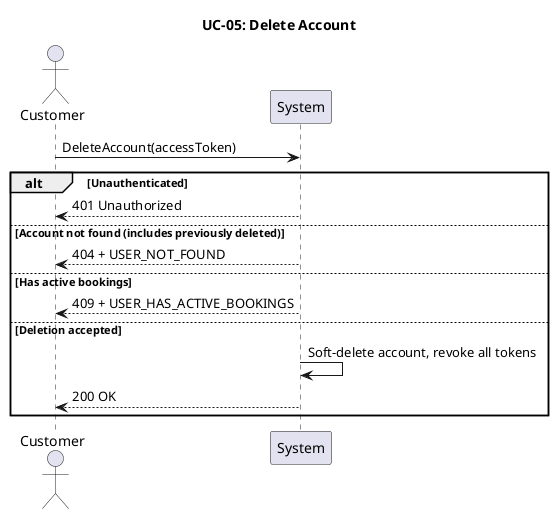 UC-05: Delete Account
Customer
System
DeleteAccount(accessToken)
alt
[Unauthenticated]
401 Unauthorized
[Account not found (includes previously deleted)]
404 + USER_NOT_FOUND
[Has active bookings]
409 + USER_HAS_ACTIVE_BOOKINGS
[Deletion accepted]
Soft-delete account, revoke all tokens
200 OK
Customer
System